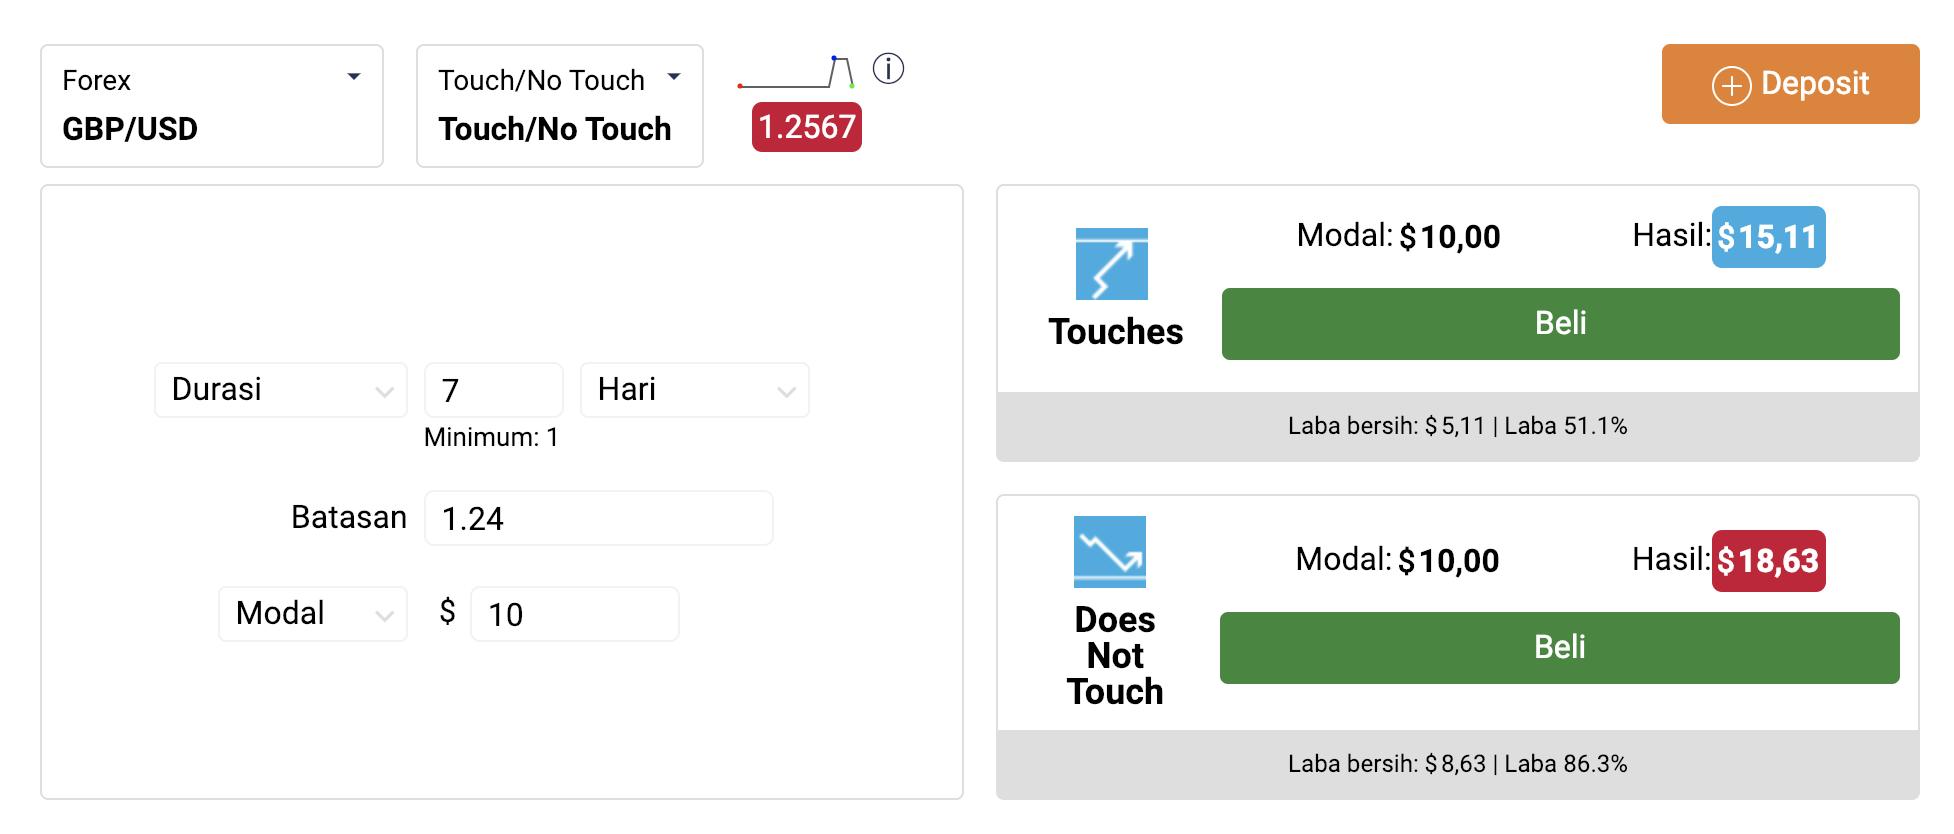 Forex
GBP/USD
Touch/No Touch
Touch/No Touch
1.2567
Deposit
Durasi
7
Hari
Minimum: 1
Batasan
1.24
Modal
$
10
Modal: $10,00
Hasil: $15,11
Touches
Beli
Laba bersih: $5,11 | Laba 51.1%
Modal: $10,00
Hasil: $18,63
Does
Not
Touch
Beli
Laba bersih: $8,63 | Laba 86.3%